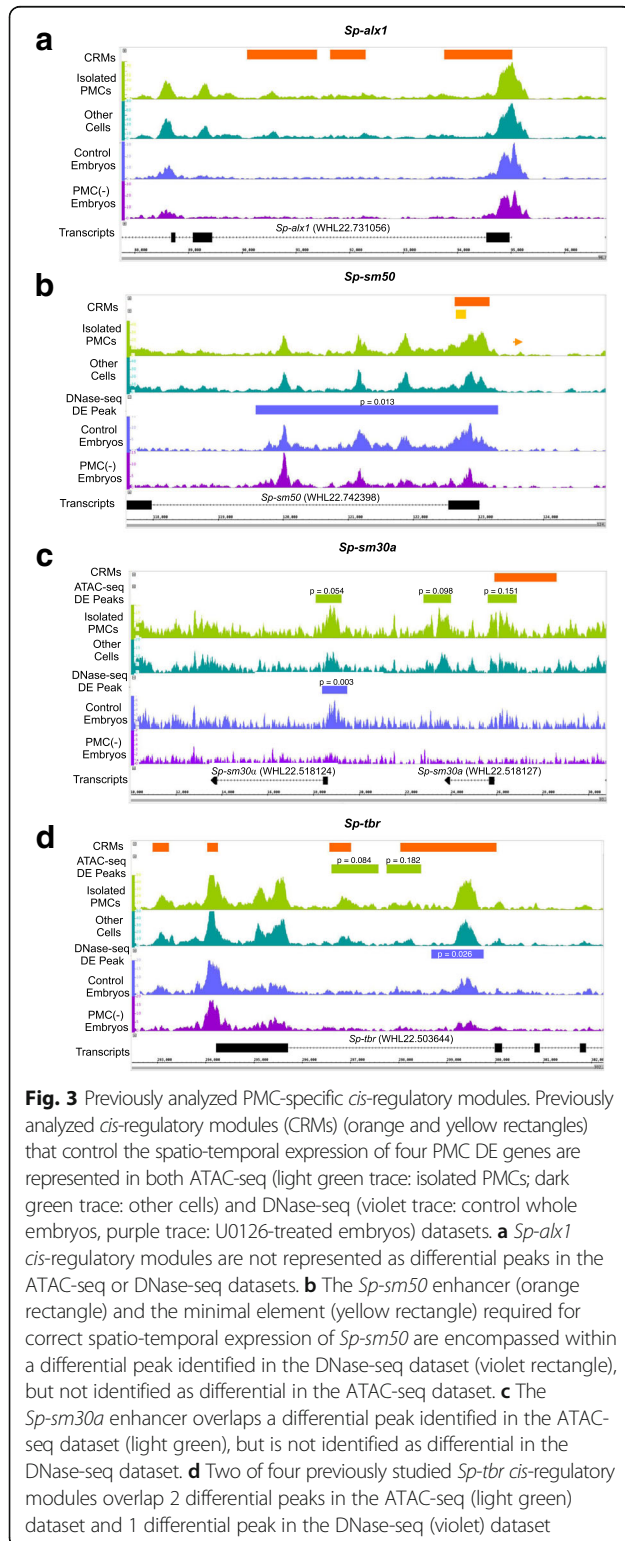 Sp-alx1
a
CRMs
Isolated
PMCs
Other
Cells
Control
Embryos
PMC(-)
Embryos
Transcripts
Sp-alx1 (WHL22.731056)
b
Sp-sm50
CRMs
Isolated
PMCs
Other
Cells
DNase-seq
DE Peak
p = 0.013
Control
Embryos
PMC(-)
Embryos
Transcripts
Sp-sm50 (WHL22.742398)
c
Sp-sm30a
CRMs
ATAC-seq
DE Peaks
p = 0.054 p = 0.098 p = 0.151
Isolated
PMCs
Other
Cells
DNase-seq
DE Peak
p = 0.003
Control
Embryos
PMC(-)
Embryos
Transcripts
Sp-sm30α (WHL22.518124) Sp-sm30a (WHL22.518127)
d
Sp-tbr
CRMs
ATAC-seq
DE Peaks
p = 0.084 p = 0.182
Isolated
PMCs
Other
Cells
DNase-seq
DE Peak
p = 0.026
Control
Embryos
PMC(-)
Embryos
Transcripts
Sp-tbr (WHL22.503644)
Fig. 3 Previously analyzed PMC-specific cis-regulatory modules. Previously
analyzed cis-regulatory modules (CRMs) (orange and yellow rectangles)
that control the spatio-temporal expression of four PMC DE genes are
represented in both ATAC-seq (light green trace: isolated PMCs; dark
green trace: other cells) and DNase-seq (violet trace: control whole
embryos, purple trace: U0126-treated embryos) datasets. a Sp-alx1
cis-regulatory modules are not represented as differential peaks in the
ATAC-seq or DNase-seq datasets. b The Sp-sm50 enhancer (orange
rectangle) and the minimal element (yellow rectangle) required for
correct spatio-temporal expression of Sp-sm50 are encompassed within
a differential peak identified in the DNase-seq dataset (violet rectangle),
but not identified as differential in the ATAC-seq dataset. c The
Sp-sm30a enhancer overlaps a differential peak identified in the ATAC-
seq dataset (light green), but is not identified as differential in the
DNase-seq dataset. d Two of four previously studied Sp-tbr cis-regulatory
modules overlap 2 differential peaks in the ATAC-seq (light green)
dataset and 1 differential peak in the DNase-seq (violet) dataset